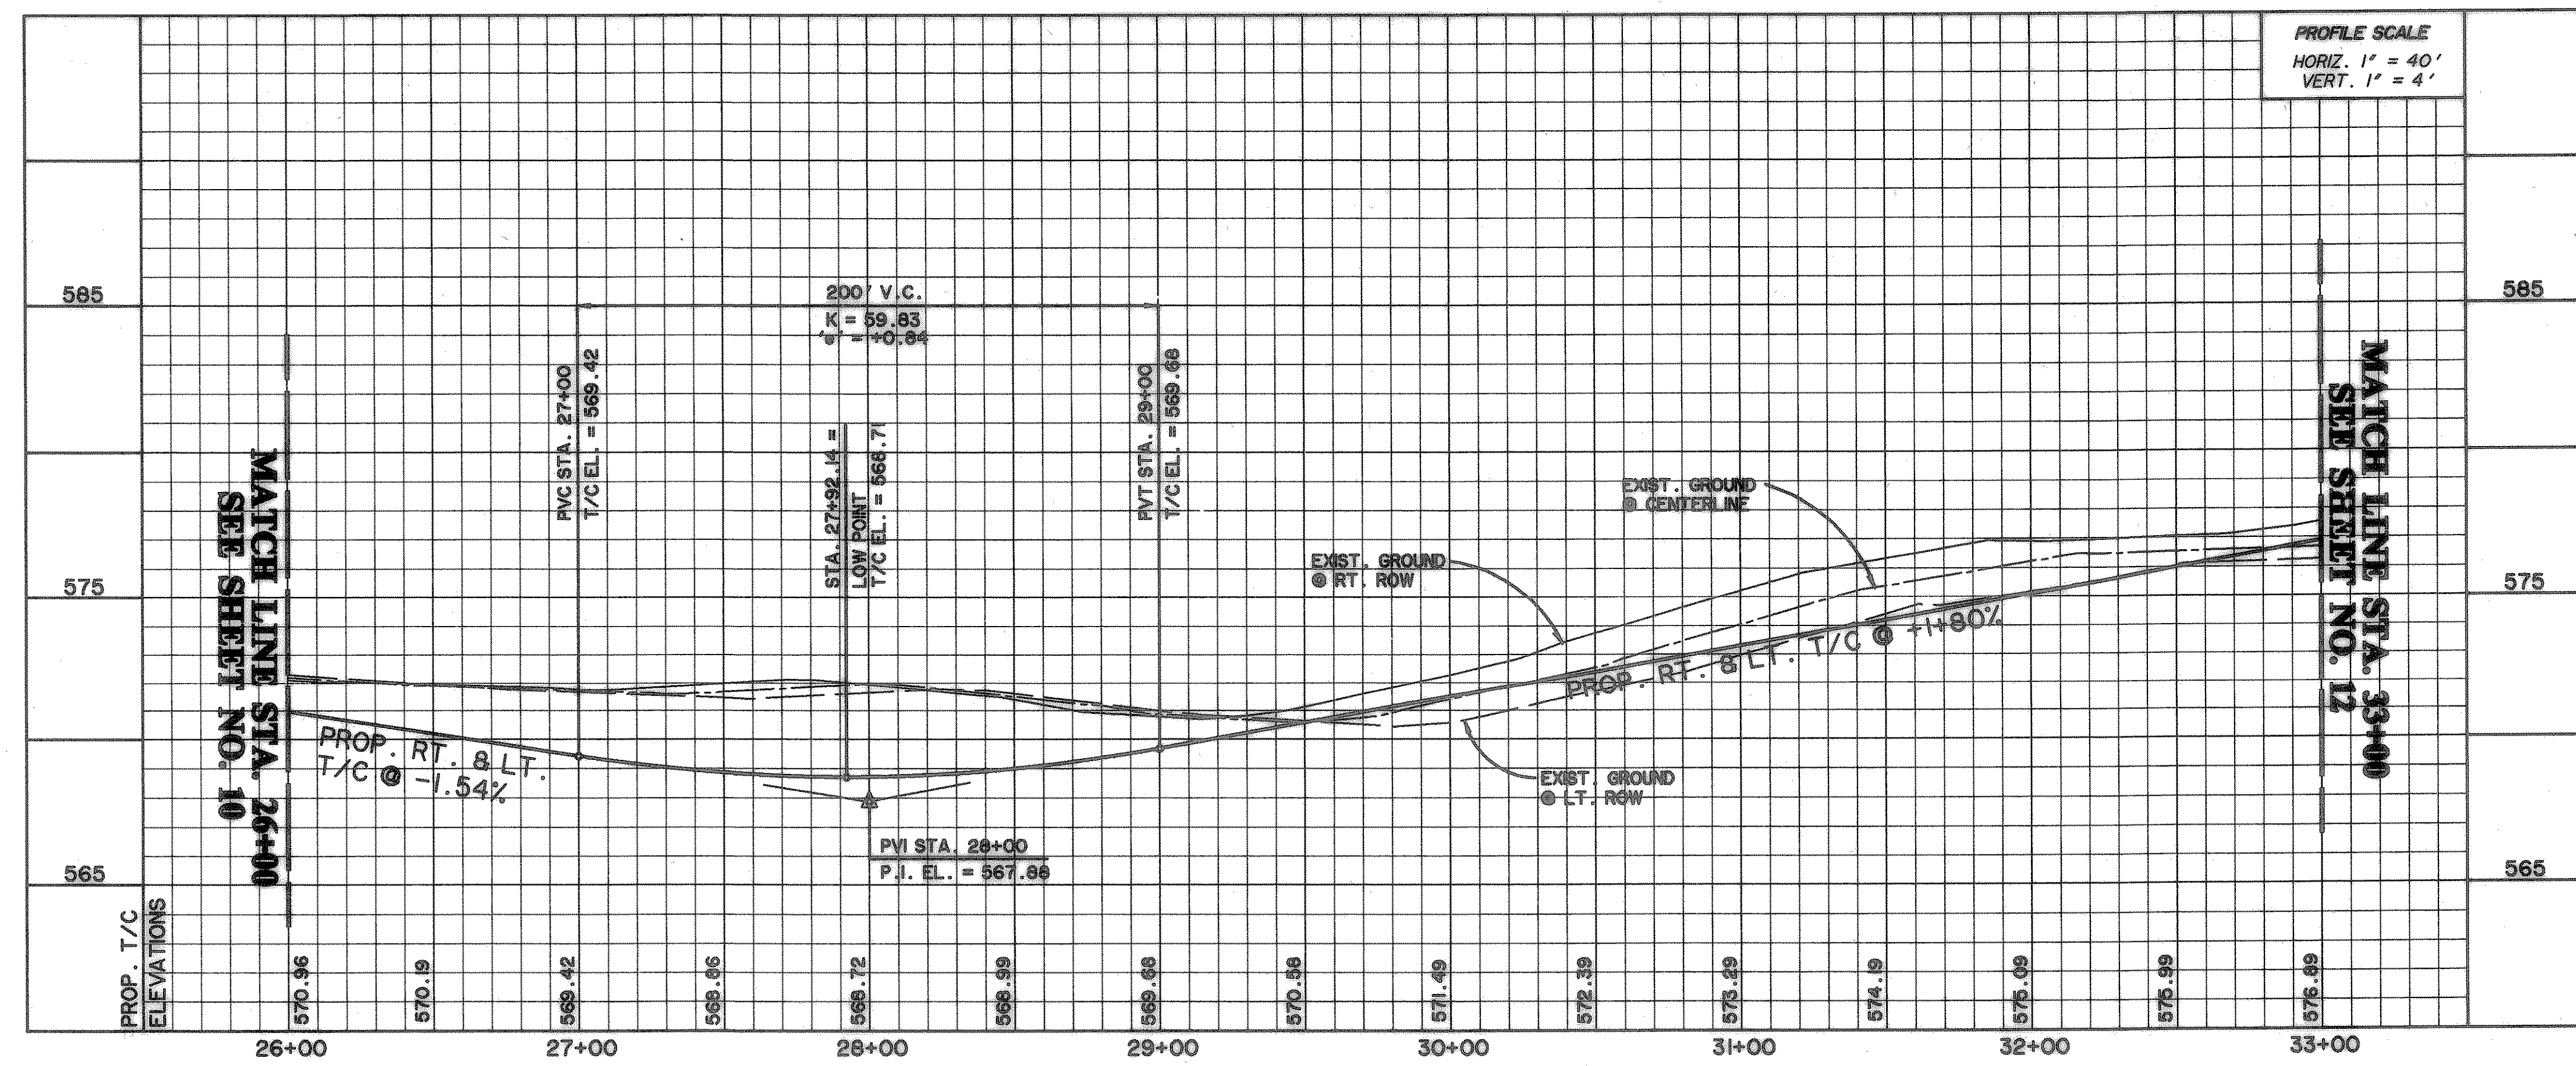 PROFILE SCALE
HORIZ. 1" = 40'
VERT. 1" = 4'
585
575
565
585
575
565
MATCH LINE STA. 26+00
SEE SHEET NO. 10
MATCH LINE STA. 33+00
SEE SHEET NO. 12
200' V.C.
K = 59.83
'e' = +0.84
PVC STA. 27+00
T/C EL. = 569.42
STA. 27+92.14 =
LOW POINT
T/C EL. = 568.71
PVT STA. 29+00
T/C EL. = 569.68
EXIST. GROUND
@ CENTERLINE
EXIST. GROUND
@ RT. ROW
PROP. RT. & LT. T/C @ +1+80%
PROP. RT. & LT.
T/C @ -1.54%
EXIST. GROUND
@ LT. ROW
PVI STA. 28+00
P.I. EL. = 567.88
PROP. T/C
ELEVATIONS
570.96
570.19
569.42
568.86
568.72
568.99
569.68
570.58
571.49
572.39
573.29
574.19
575.09
575.99
576.89
26+00
27+00
28+00
29+00
30+00
31+00
32+00
33+00